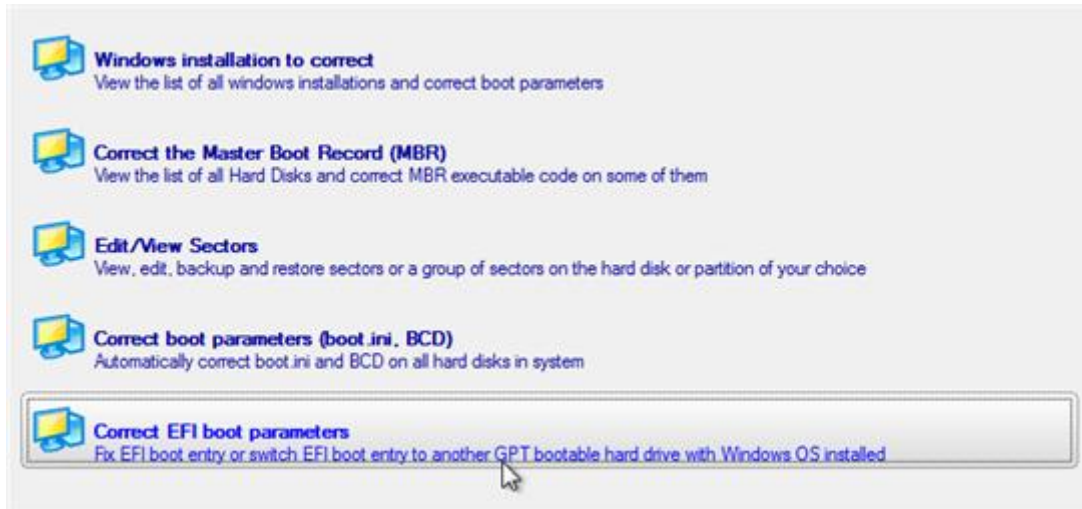 Windows installation to correct
View the list of all windows installations and correct boot parameters
Correct the Master Boot Record (MBR)
View the list of all Hard Disks and correct MBR executable code on some of them
Edit/View Sectors
View, edit, backup and restore sectors or a group of sectors on the hard disk or partition of your choice
Correct boot parameters (boot.ini, BCD)
Automatically correct boot.ini and BCD on all hard disks in system
Correct EFI boot parameters
Fix EFI boot entry or switch EFI boot entry to another GPT bootable hard drive with Windows OS installed